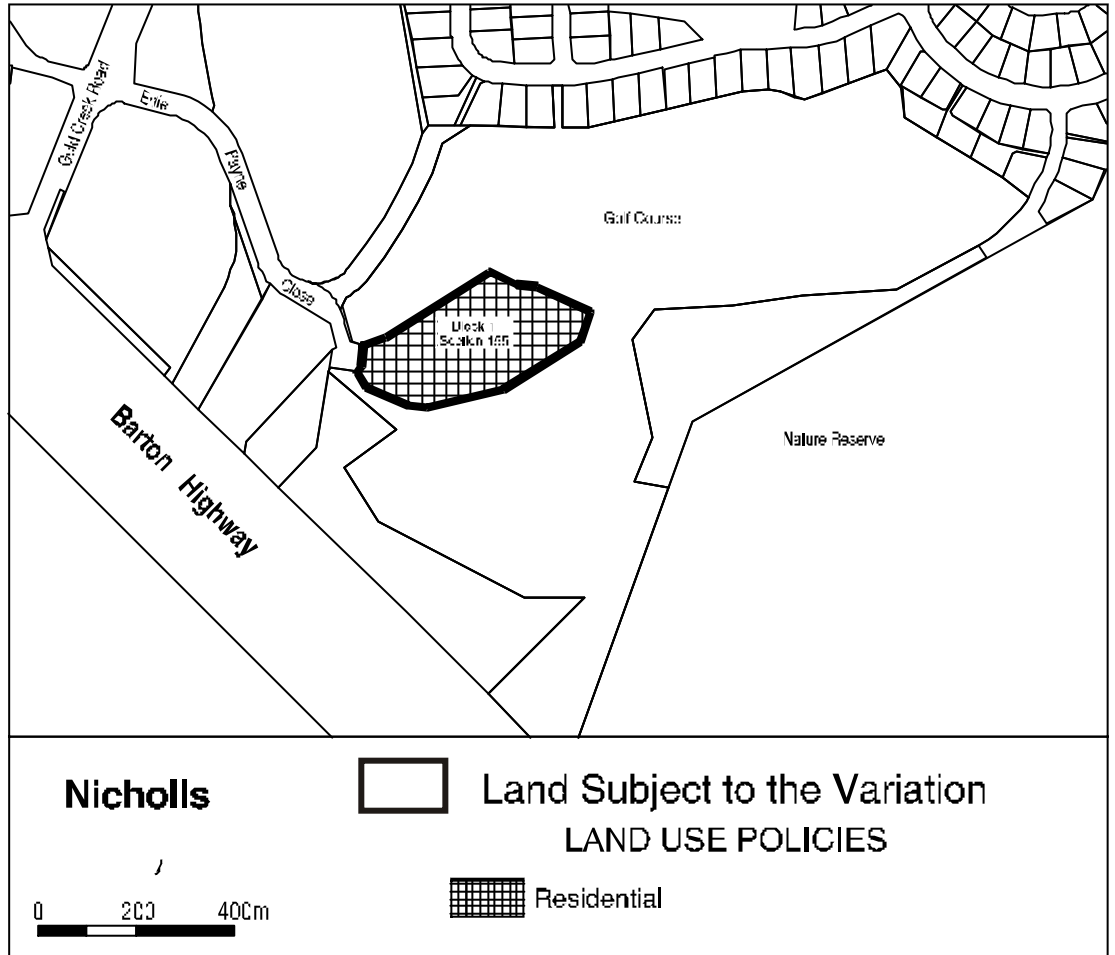 Gold Creek Road
Ernie
Payne
Close
Golf Course
Block 1
Section 155
Nature Reserve
Barton Highway
Nicholls
Land Subject to the Variation
LAND USE POLICIES
Residential
0 200 400m